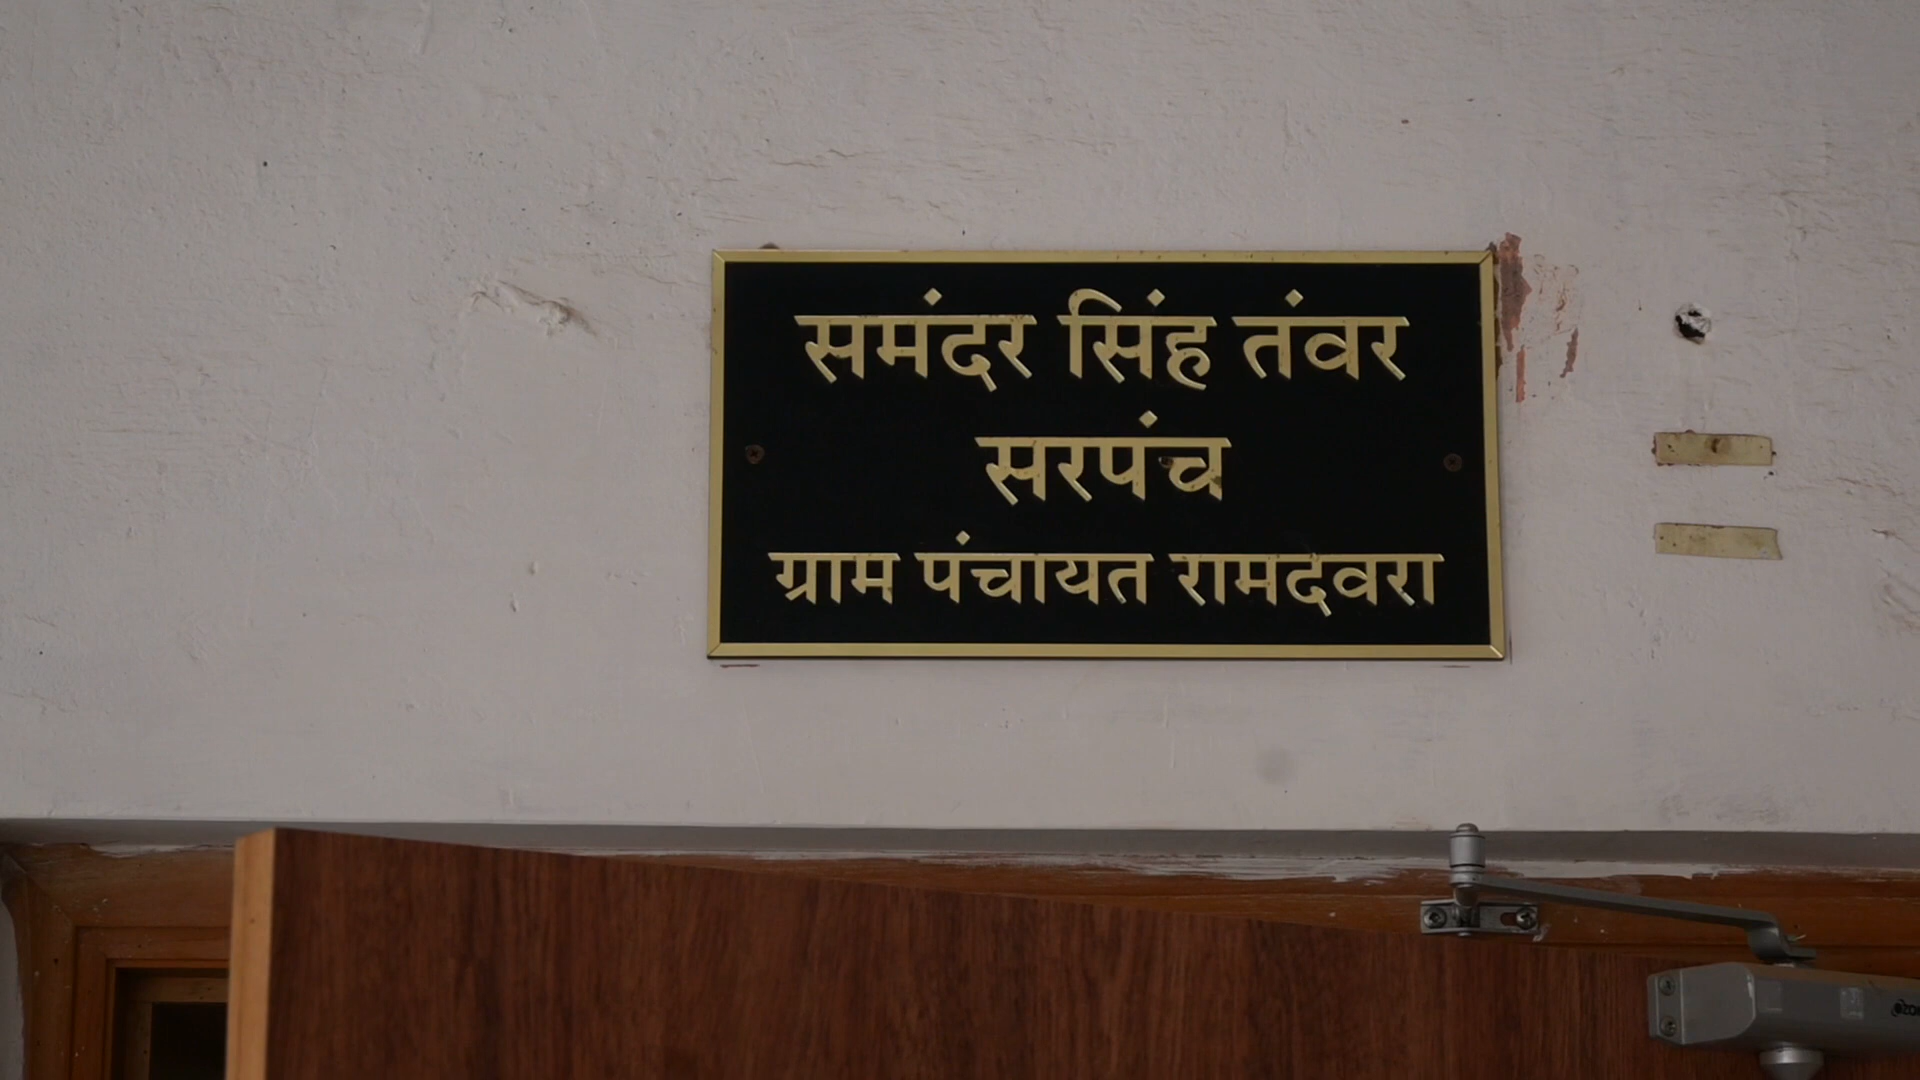 समंदर सिंह तंवर
सरपंच
ग्राम पंचायत रामदवरा